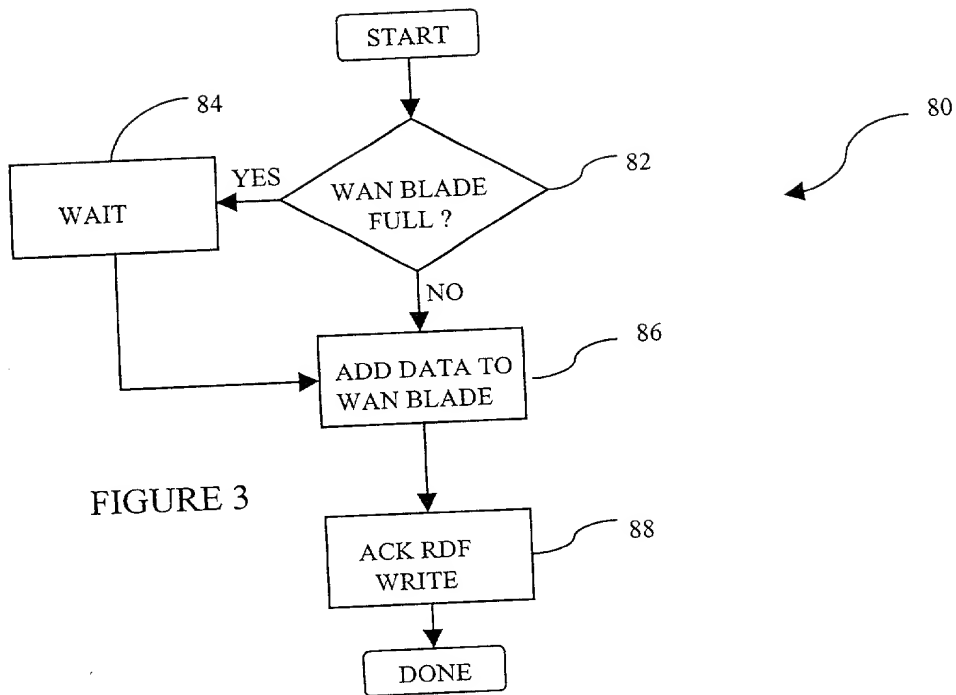 START
84
80
82
YES
WAN BLADE
FULL ?
WAIT
NO
86
ADD DATA TO
WAN BLADE
FIGURE 3
88
ACK RDF
WRITE
DONE